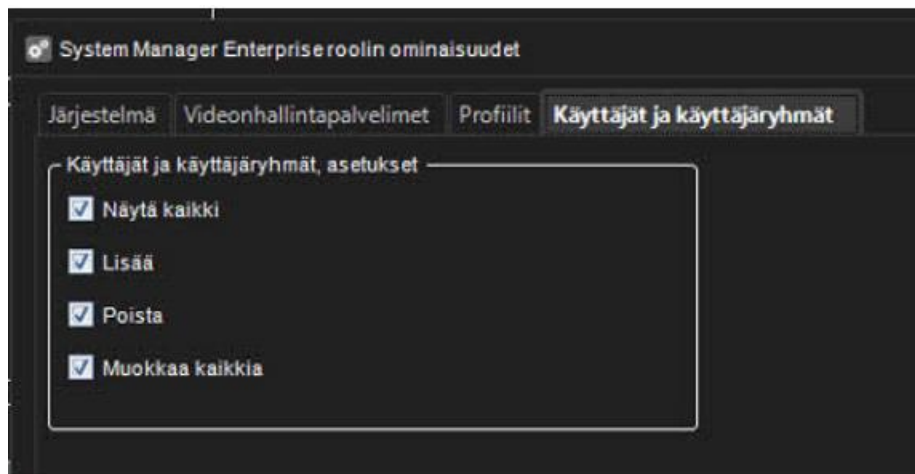 System Manager Enterprise roolin ominaisuudet
Järjestelmä Videonhallintapalvelimet Profiilit Käyttäjät ja käyttäjäryhmät
Käyttäjät ja käyttäjäryhmät, asetukset
Näytä kaikki
Lisää
Poista
Muokkaa kaikkia